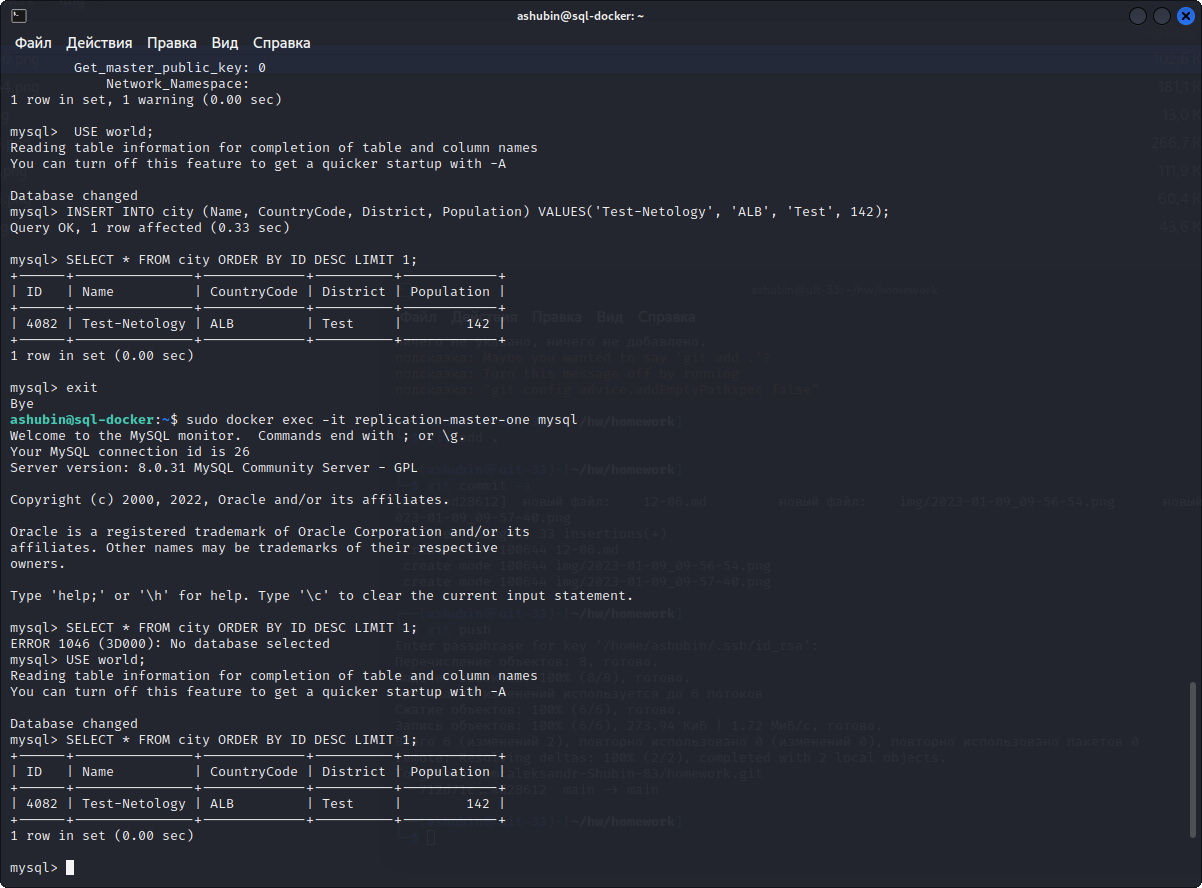 ashubin@sql-docker: ~
Файл Действия Правка Вид Справка
Get_master_public_key: 0
Network_Namespace:
1 row in set, 1 warning (0.00 sec)
mysql>  USE world;
Reading table information for completion of table and column names
You can turn off this feature to get a quicker startup with -A
Database changed
mysql> INSERT INTO city (Name, CountryCode, District, Population) VALUES('Test-Netology', 'ALB', 'Test', 142);
Query OK, 1 row affected (0.33 sec)
mysql> SELECT * FROM city ORDER BY ID DESC LIMIT 1;
| ID   | Name          | CountryCode | District | Population |
| 4082 | Test-Netology | ALB         | Test     |        142 |
1 row in set (0.00 sec)
mysql> exit
Bye
ashubin@sql-docker:~$ sudo docker exec -it replication-master-one mysql
Welcome to the MySQL monitor.  Commands end with ; or \g.
Your MySQL connection id is 26
Server version: 8.0.31 MySQL Community Server - GPL
Copyright (c) 2000, 2022, Oracle and/or its affiliates.
Oracle is a registered trademark of Oracle Corporation and/or its
affiliates. Other names may be trademarks of their respective
owners.
Type 'help;' or '\h' for help. Type '\c' to clear the current input statement.
mysql> SELECT * FROM city ORDER BY ID DESC LIMIT 1;
ERROR 1046 (3D000): No database selected
mysql> USE world;
Reading table information for completion of table and column names
You can turn off this feature to get a quicker startup with -A
Database changed
mysql> SELECT * FROM city ORDER BY ID DESC LIMIT 1;
| ID   | Name          | CountryCode | District | Population |
| 4082 | Test-Netology | ALB         | Test     |        142 |
1 row in set (0.00 sec)
mysql>